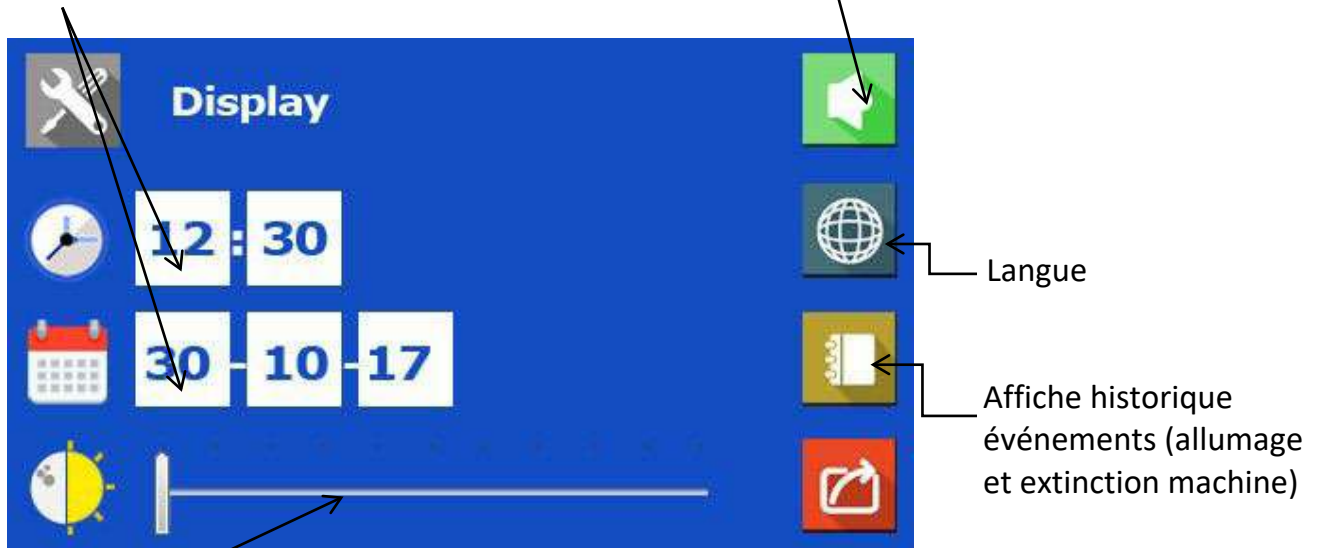 Display
12 : 30
30 - 10 - 17
Langue
Affiche historique
événements (allumage
et extinction machine)